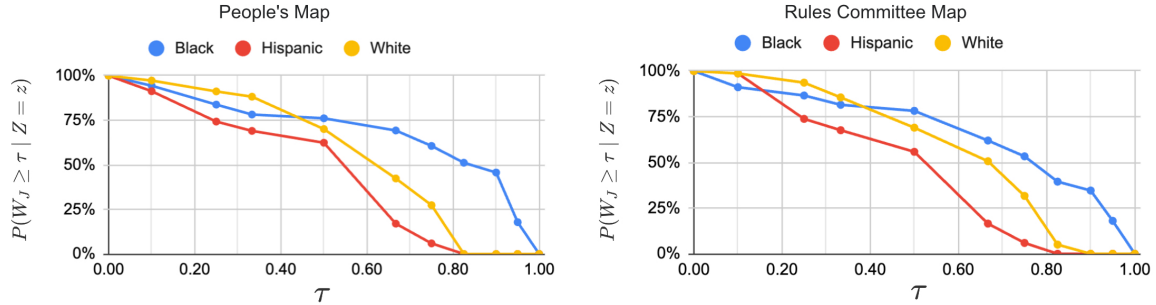 People's Map
Black Hispanic White
P(W_J ≥ τ | Z = z)
100%
75%
50%
25%
0%
0.00 0.20 0.40 0.60 0.80 1.00
τ
Rules Committee Map
Black Hispanic White
P(W_J ≥ τ | Z = z)
100%
75%
50%
25%
0%
0.00 0.20 0.40 0.60 0.80 1.00
τ